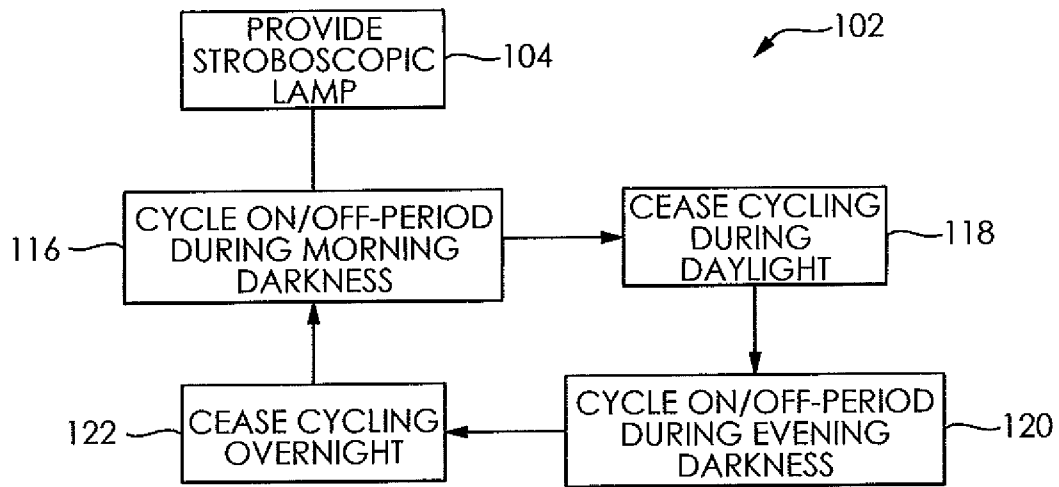 PROVIDE
STROBOSCOPIC
LAMP
104
102
CYCLE ON/OFF-PERIOD
DURING MORNING
DARKNESS
116
CEASE CYCLING
DURING
DAYLIGHT
118
CYCLE ON/OFF-PERIOD
DURING EVENING
DARKNESS
120
CEASE CYCLING
OVERNIGHT
122